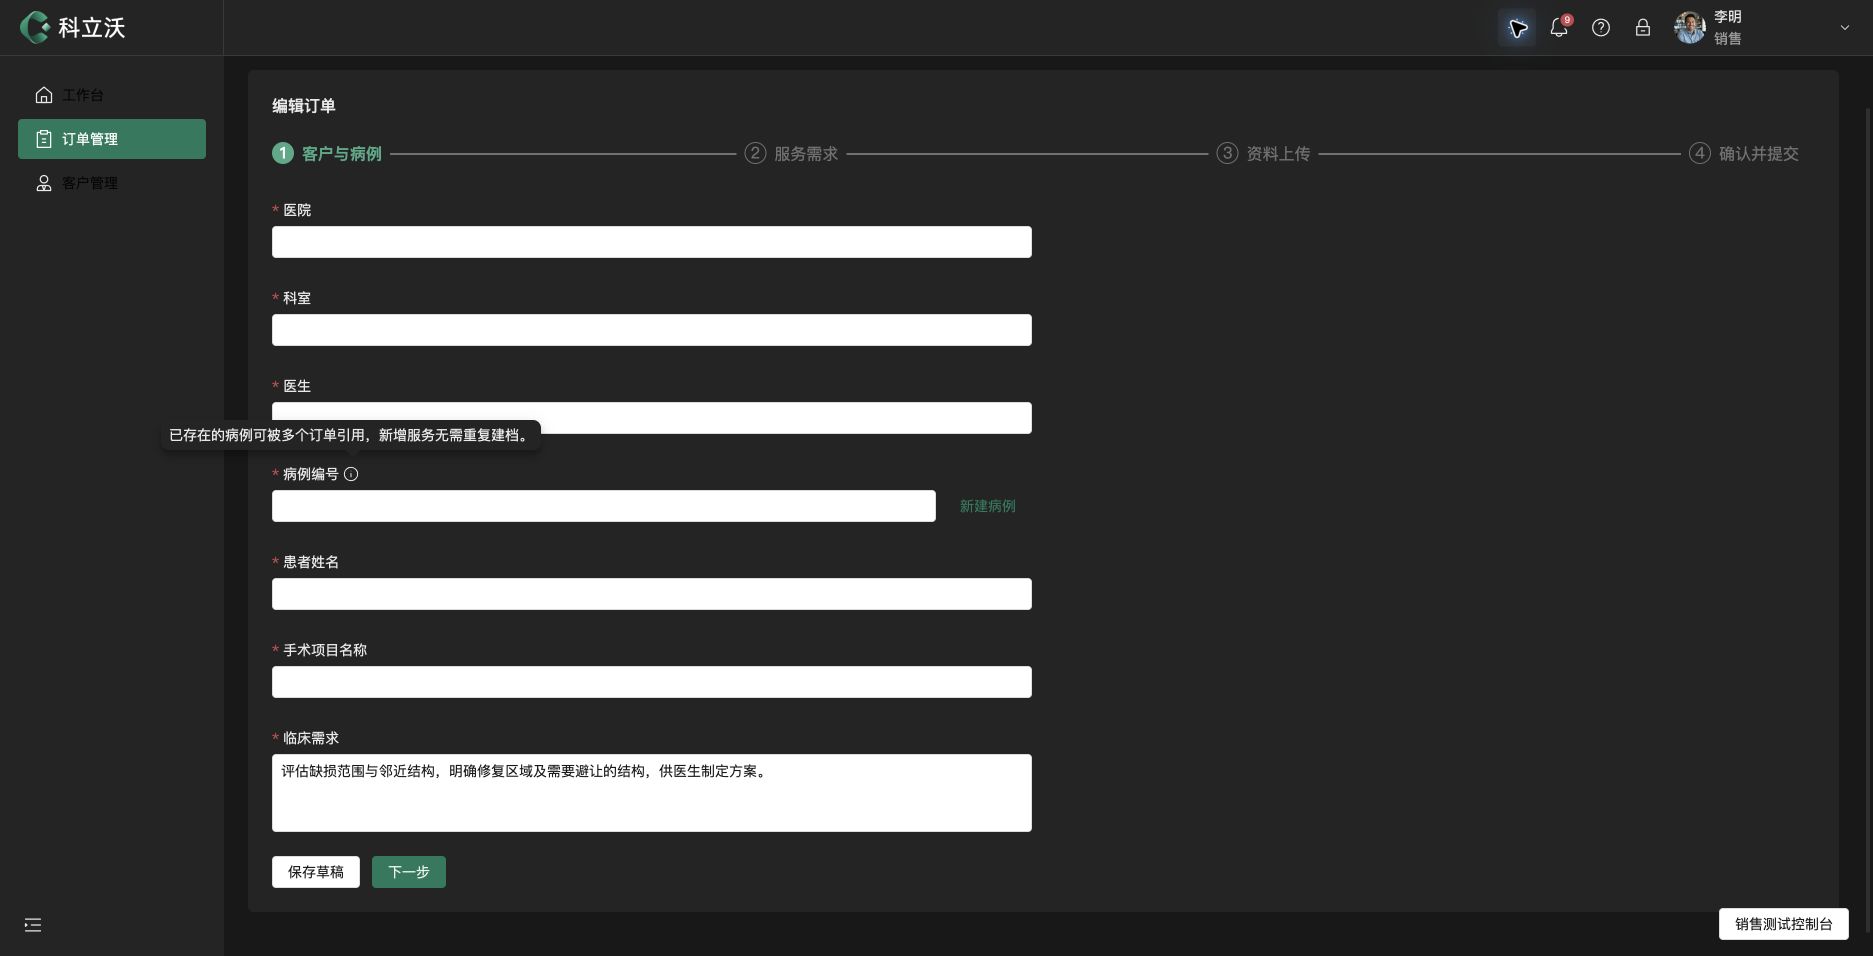 科立沃
9
李明
销售
工作台
订单管理
客户管理
编辑订单
1 客户与病例
2 服务需求
3 资料上传
4 确认并提交
* 医院
* 科室
* 医生
已存在的病例可被多个订单引用，新增服务无需重复建档。
* 病例编号
新建病例
* 患者姓名
* 手术项目名称
* 临床需求
评估缺损范围与邻近结构，明确修复区域及需要避让的结构，供医生制定方案。
保存草稿
下一步
销售测试控制台